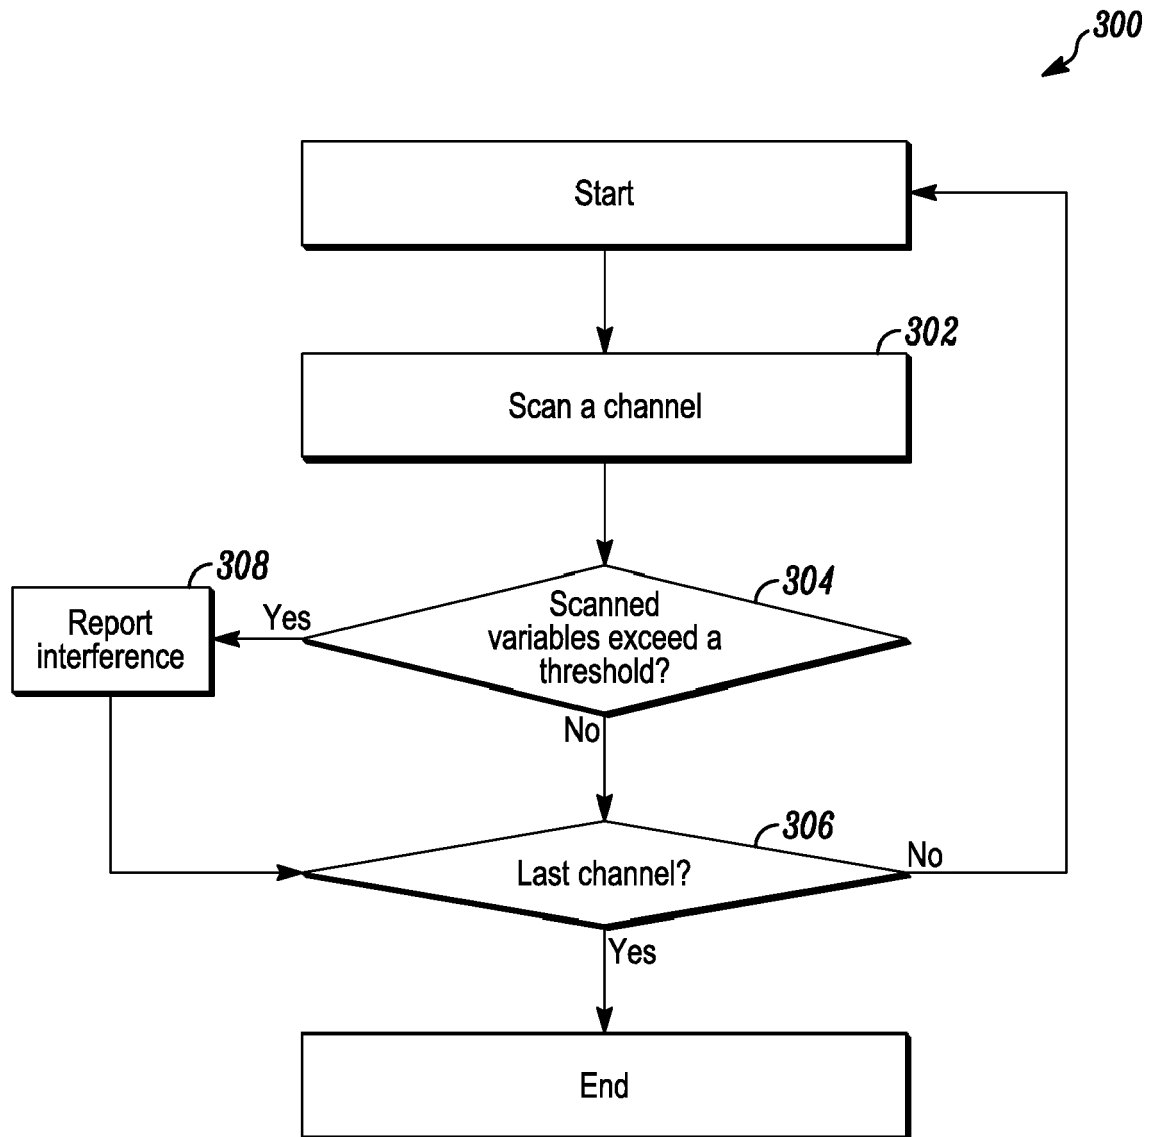 300
Start
302
Scan a channel
308
304
Report
interference
Yes
Scanned
variables exceed a
threshold?
No
306
Last channel?
No
Yes
End